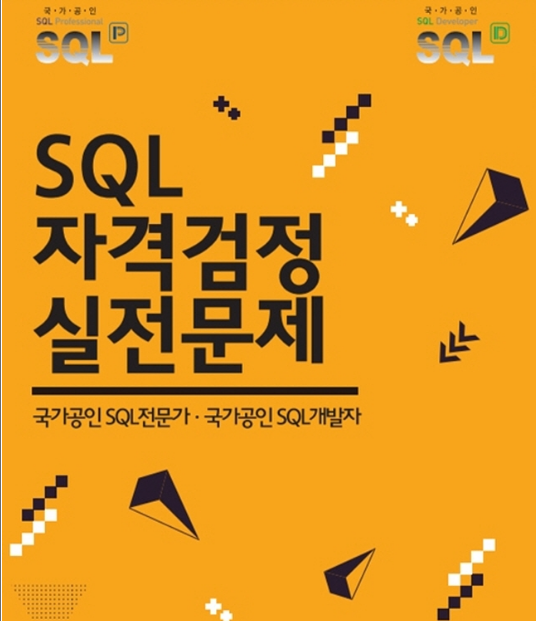 국·가·공·인
SQL Professional
SQL P
국·가·공·인
SQL Developer
SQL D
SQL
자격검정
실전문제
국가공인 SQL전문가 · 국가공인 SQL개발자